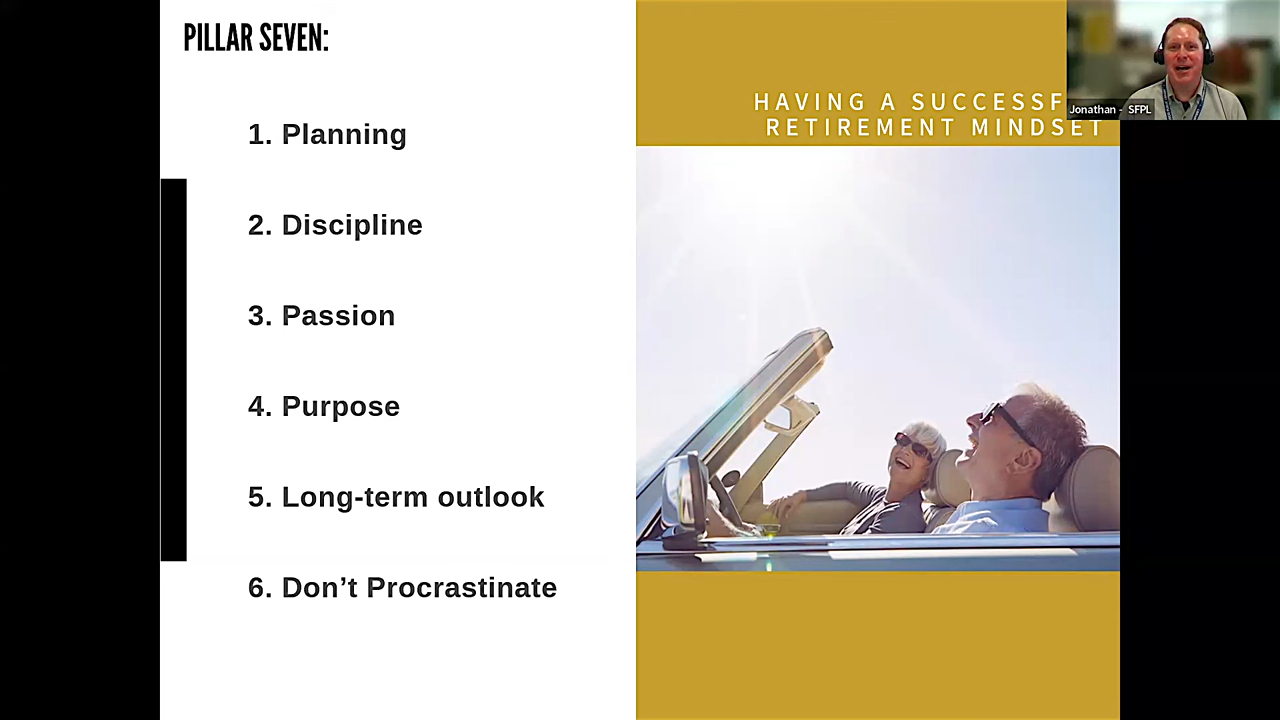 PILLAR SEVEN:
1. Planning
2. Discipline
3. Passion
4. Purpose
5. Long-term outlook
6. Don’t Procrastinate
HAVING A SUCCESSF
RETIREMENT MINDSET
Jonathan - SFPL